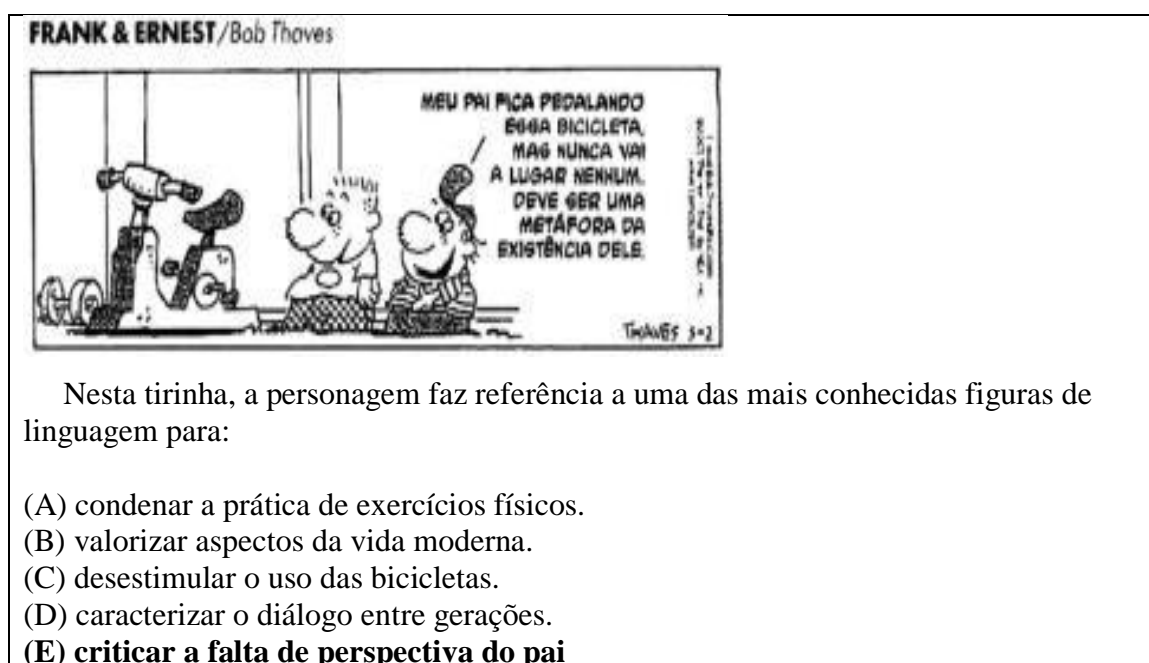 FRANK & ERNEST/Bob Thaves
MEU PAI FICA PEDALANDO
ESSA BICICLETA,
MAS NUNCA VAI
A LUGAR NENHUM.
DEVE SER UMA
METÁFORA DA
EXISTÊNCIA DELE.
THAVES 3-2
Nesta tirinha, a personagem faz referência a uma das mais conhecidas figuras de
linguagem para:
(A) condenar a prática de exercícios físicos.
(B) valorizar aspectos da vida moderna.
(C) desestimular o uso das bicicletas.
(D) caracterizar o diálogo entre gerações.
(E) criticar a falta de perspectiva do pai